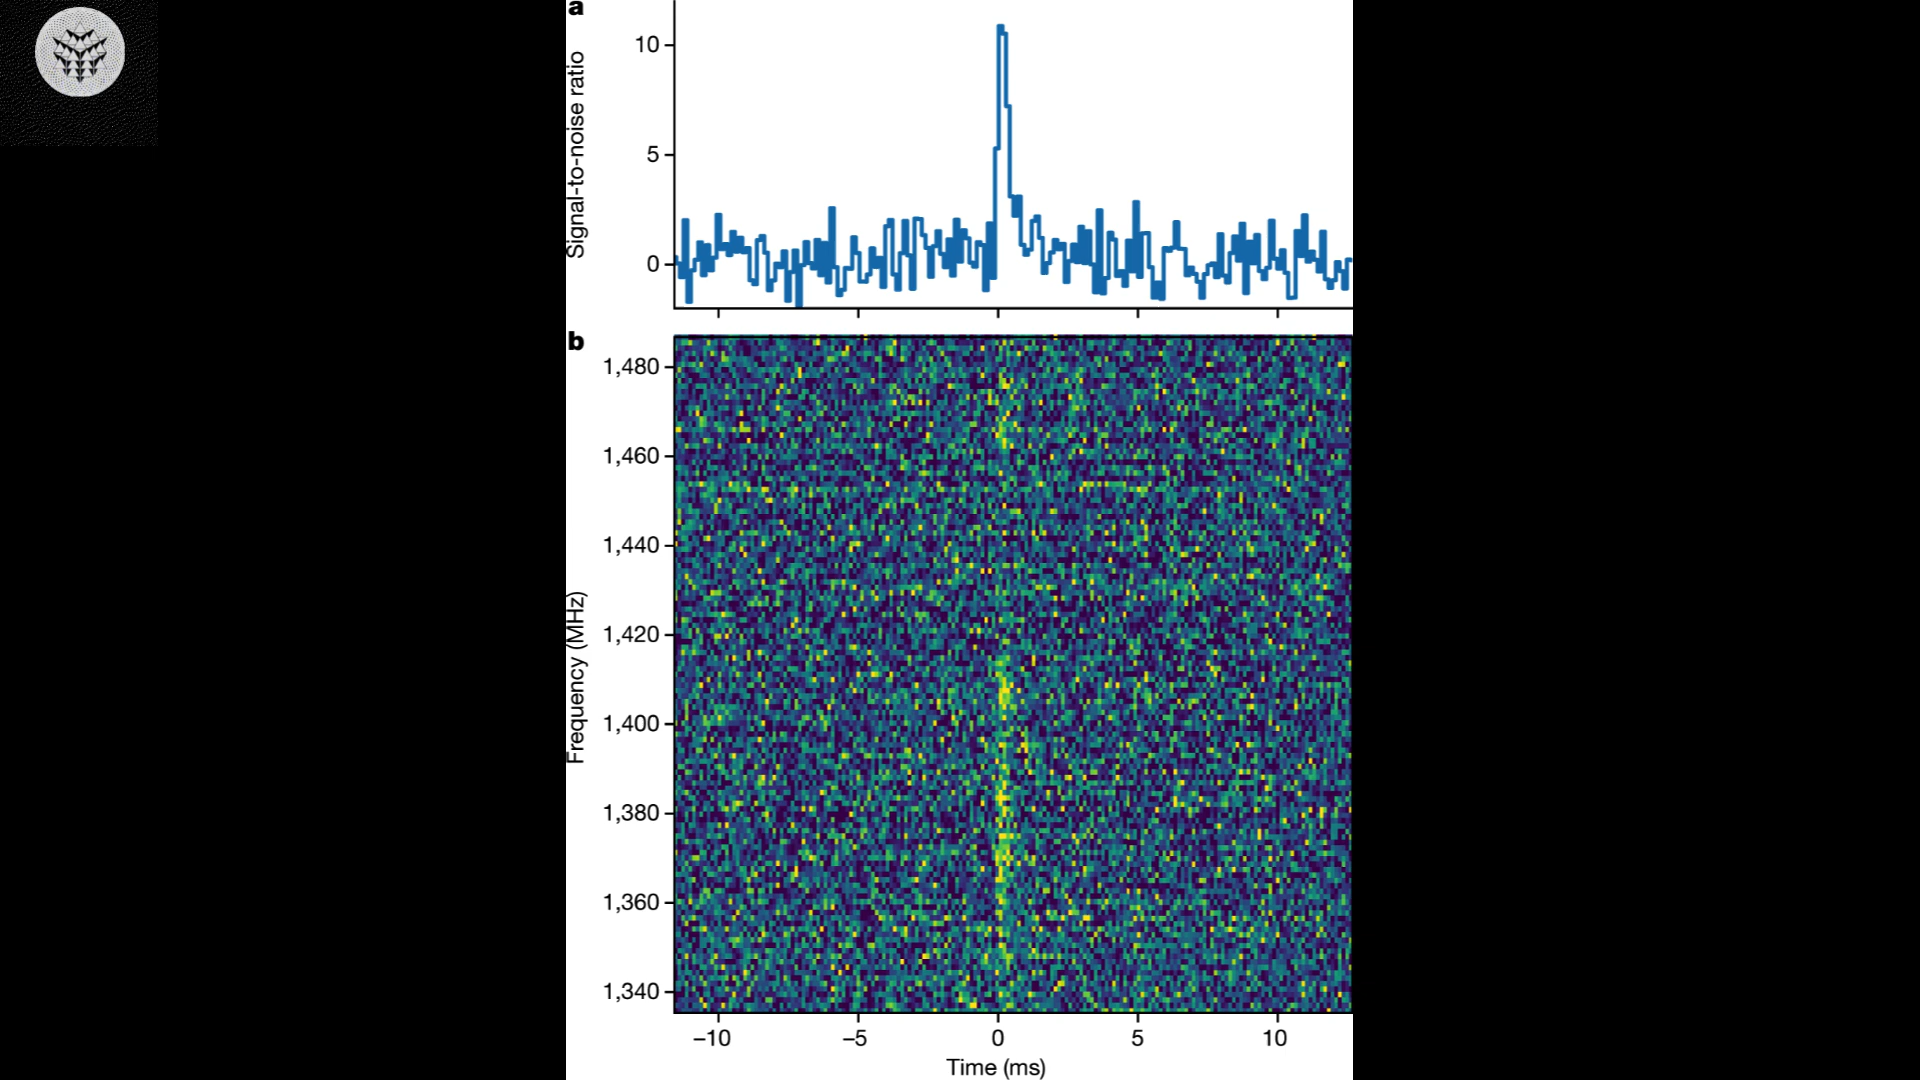 a
10
5
0
Signal-to-noise ratio
b
1,480
1,460
1,440
1,420
1,400
1,380
1,360
1,340
Frequency (MHz)
–10 –5 0 5 10
Time (ms)